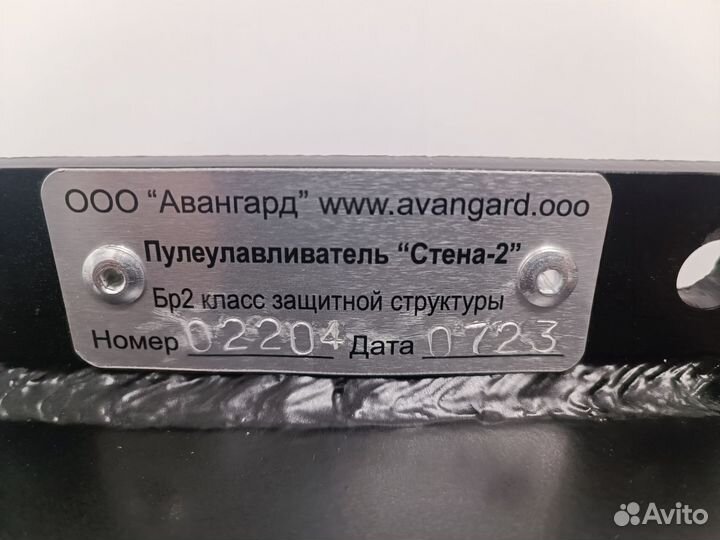 ООО “Авангард” www.avangard.ooo
Пулеулавливатель “Стена-2”
Бр2 класс защитной структуры
Номер 02204 Дата 0723
Avito